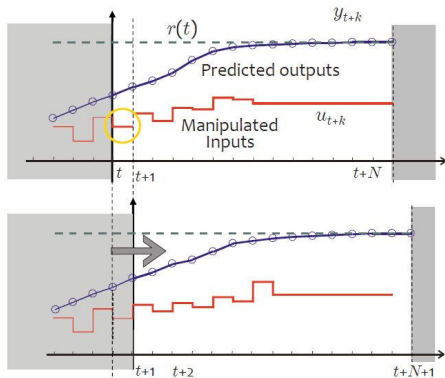 r(t)
y_{t+k}
Predicted outputs
Manipulated
Inputs
u_{t+k}
t
t+1
t+N
t+1
t+2
t+N+1